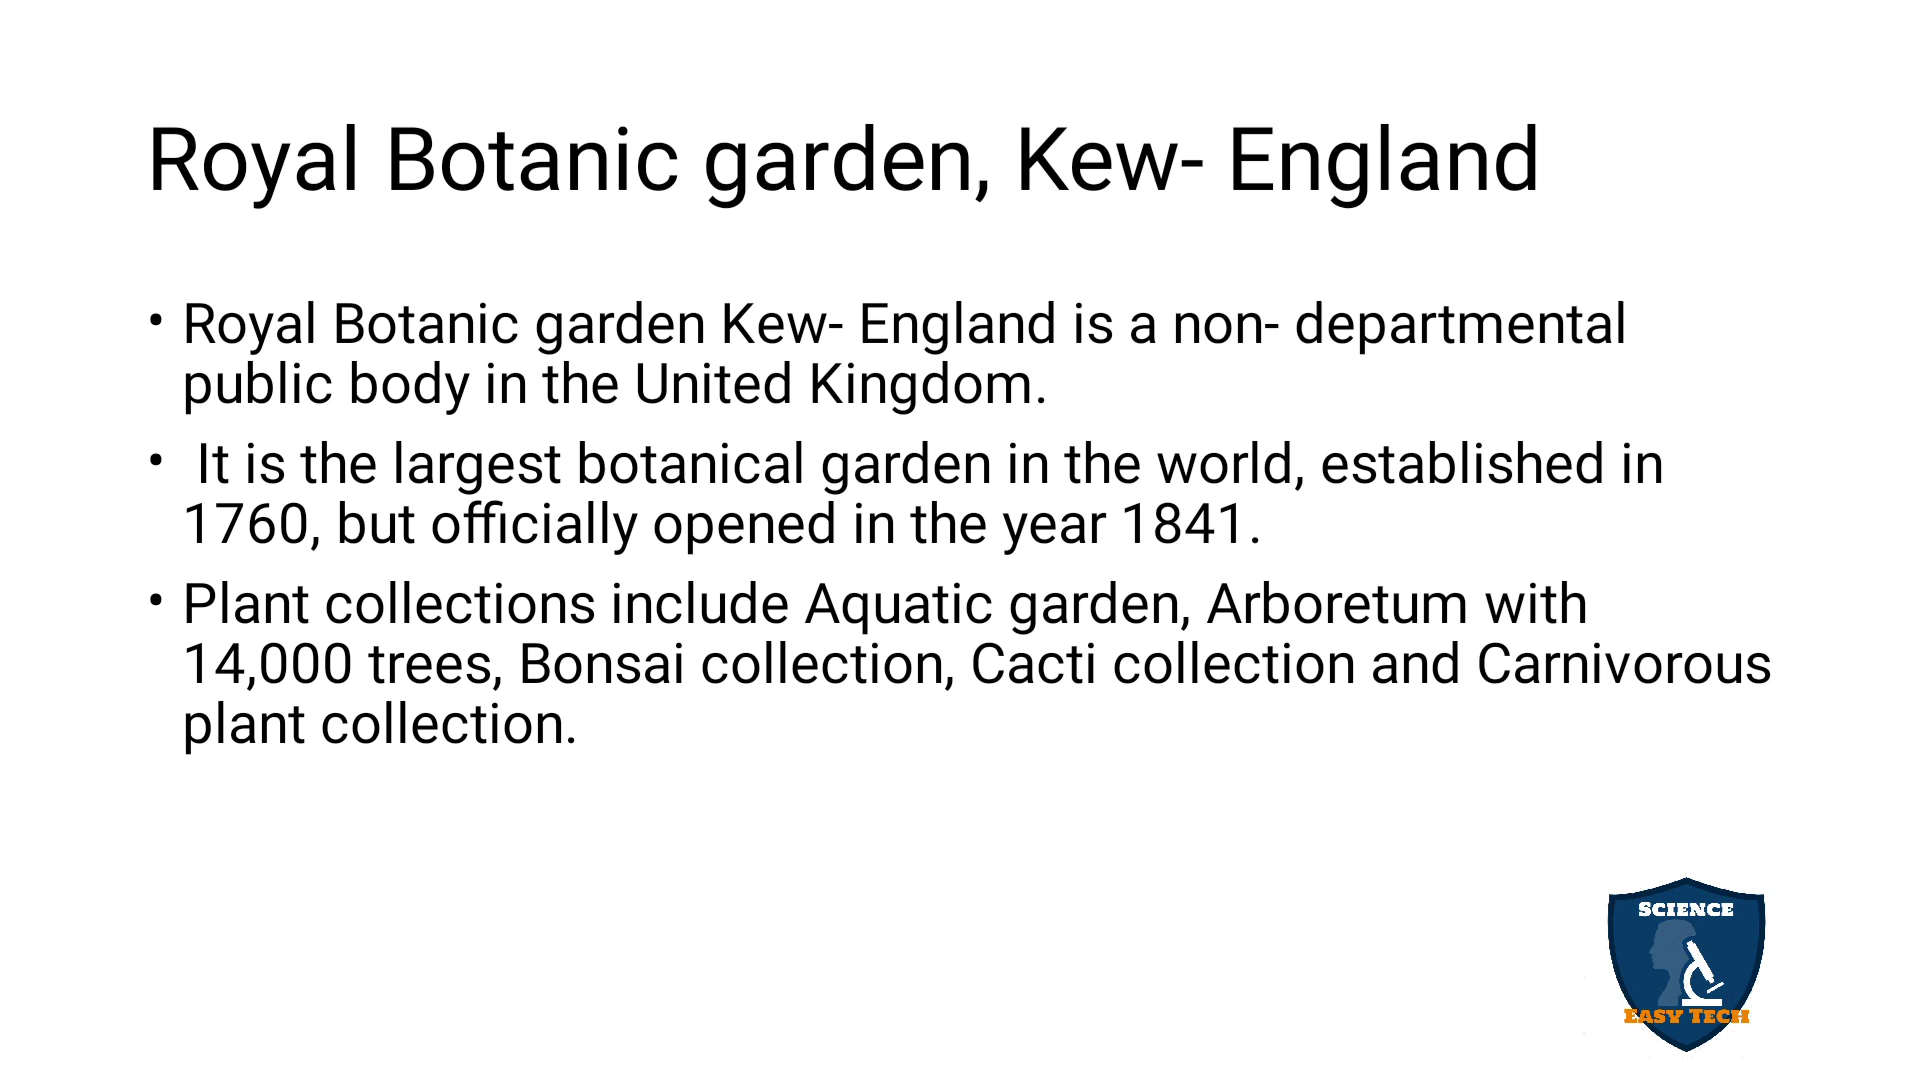 Royal Botanic garden, Kew- England
• Royal Botanic garden Kew- England is a non- departmental
public body in the United Kingdom.
• It is the largest botanical garden in the world, established in
1760, but officially opened in the year 1841.
• Plant collections include Aquatic garden, Arboretum with
14,000 trees, Bonsai collection, Cacti collection and Carnivorous
plant collection.
SCIENCE
EASY TECH